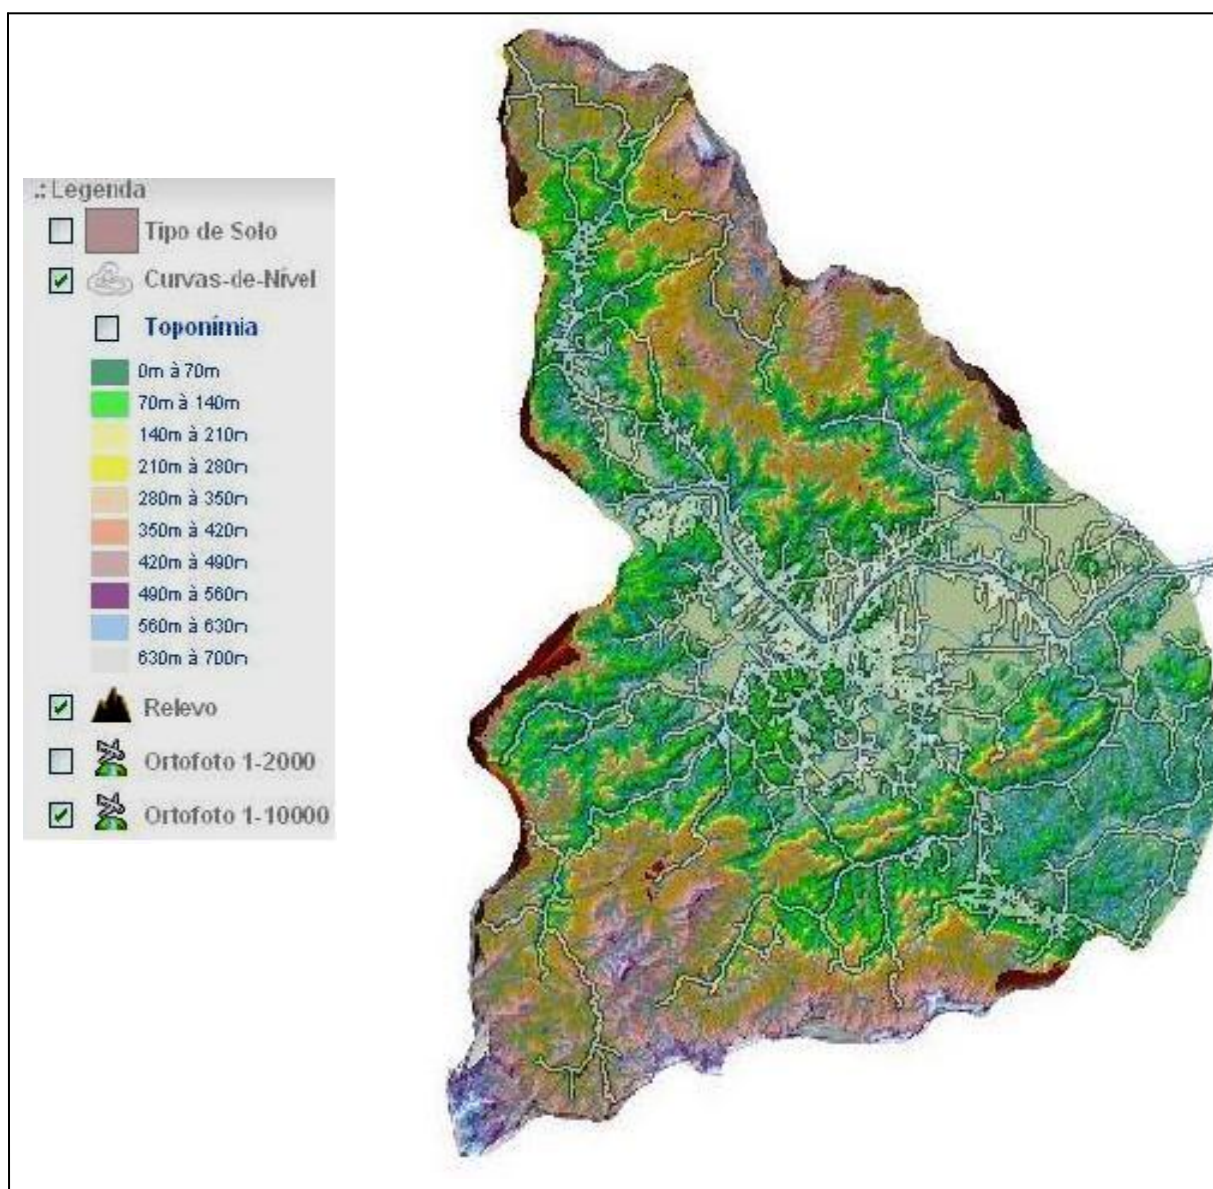 .: Legenda
Tipo de Solo
Curvas-de-Nível
Toponímia
0m à 70m
70m à 140m
140m à 210m
210m à 280m
280m à 350m
350m à 420m
420m à 490m
490m à 560m
560m à 630m
630m à 700m
Relevo
Ortofoto 1-2000
Ortofoto 1-10000